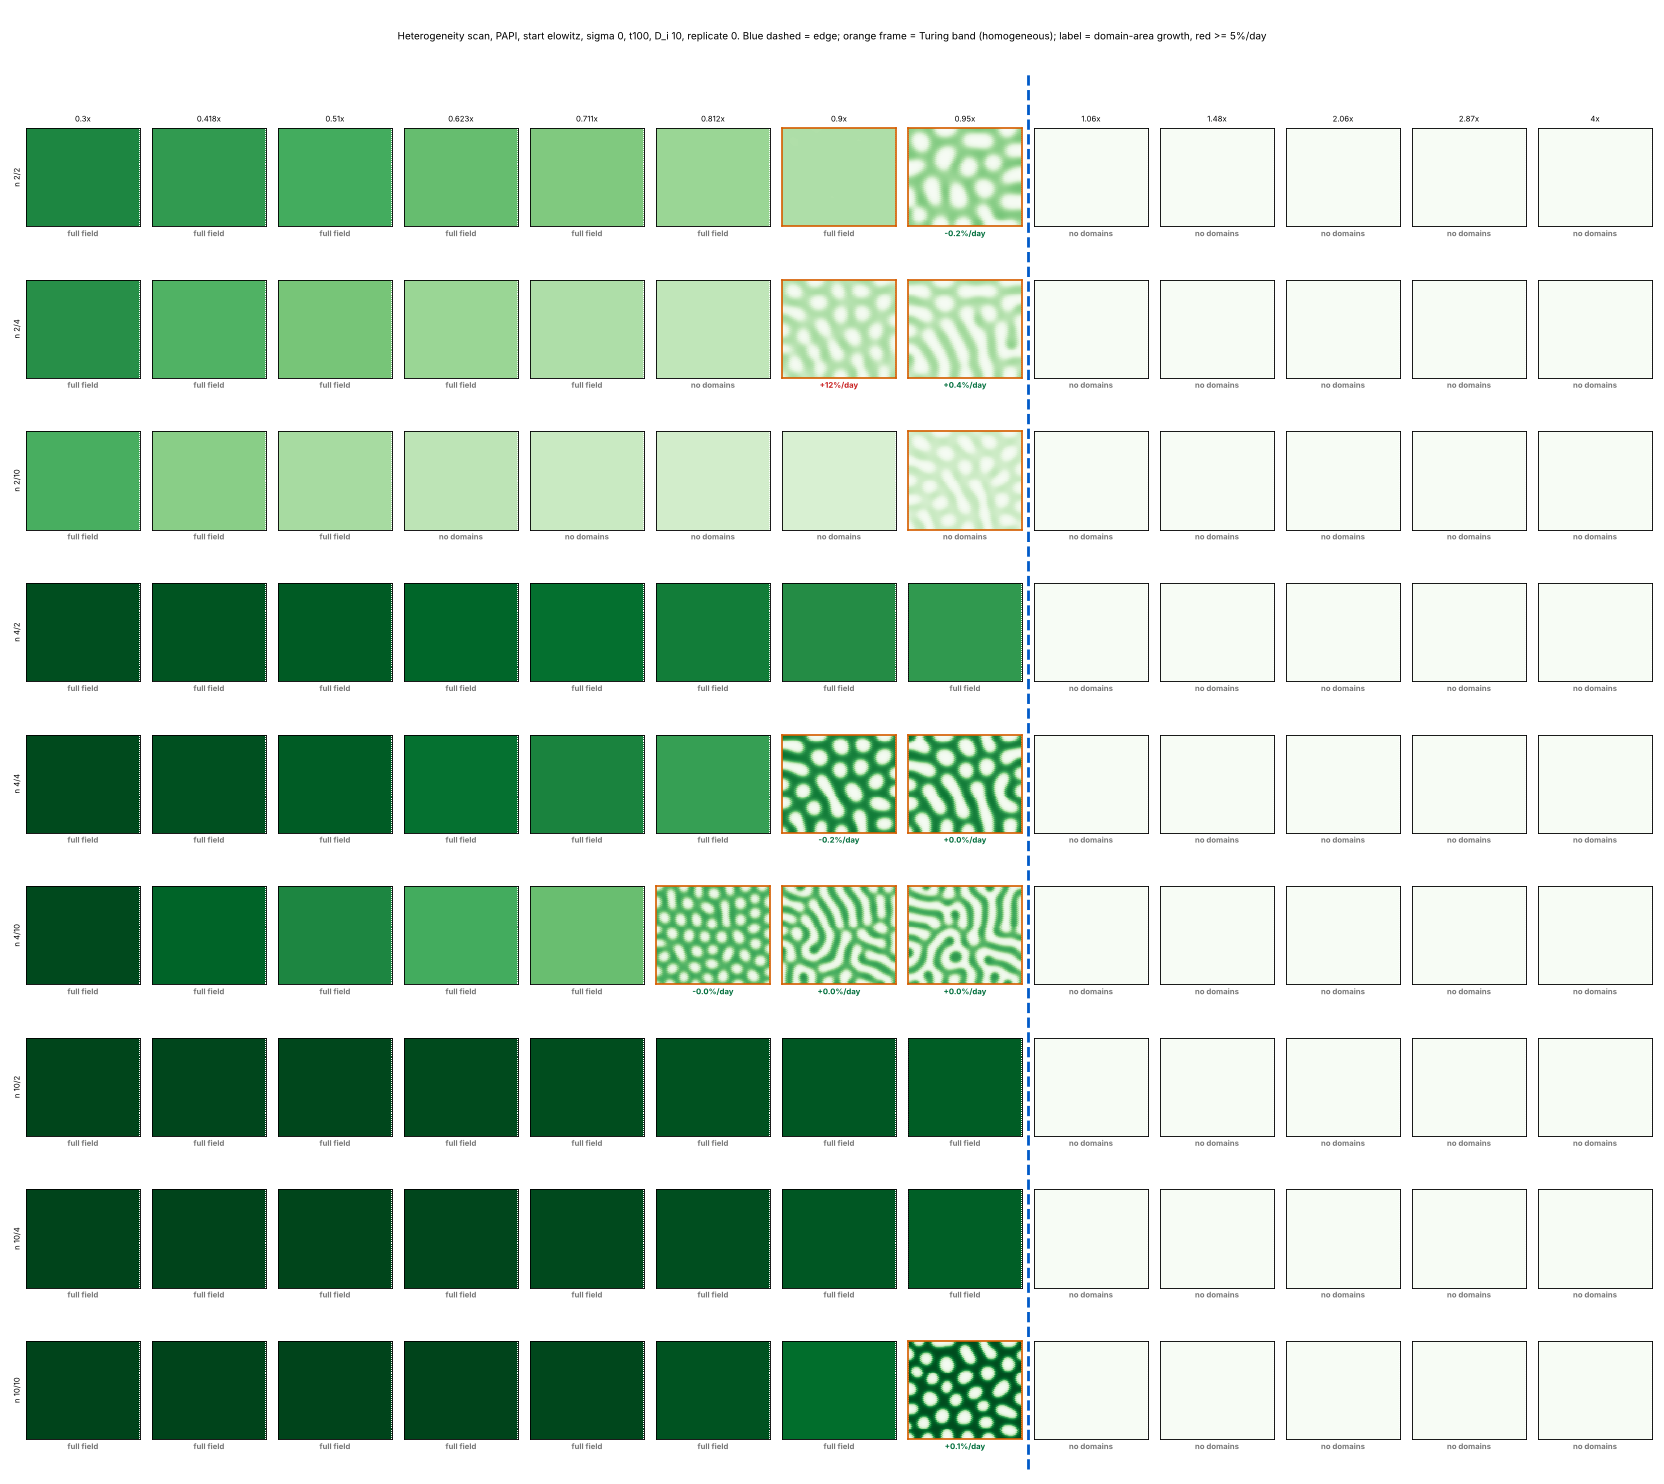 Heterogeneity scan, PAPI, start elowitz, sigma 0, t100, D_i 10, replicate 0. Blue dashed = edge; orange frame = Turing band (homogeneous); label = domain-area growth, red >= 5%/day
0.3x 0.418x 0.51x 0.623x 0.711x 0.812x 0.9x 0.95x 1.06x 1.48x 2.06x 2.87x 4x
n 2/2
full field full field full field full field full field full field full field -0.2%/day no domains no domains no domains no domains no domains
n 2/4
full field full field full field full field full field no domains +12%/day +0.4%/day no domains no domains no domains no domains no domains
n 2/10
full field full field full field no domains no domains no domains no domains no domains no domains no domains no domains no domains no domains
n 4/2
full field full field full field full field full field full field full field full field no domains no domains no domains no domains no domains
n 4/4
full field full field full field full field full field full field -0.2%/day +0.0%/day no domains no domains no domains no domains no domains
n 4/10
full field full field full field full field full field -0.0%/day +0.0%/day +0.0%/day no domains no domains no domains no domains no domains
n 10/2
full field full field full field full field full field full field full field full field no domains no domains no domains no domains no domains
n 10/4
full field full field full field full field full field full field full field full field no domains no domains no domains no domains no domains
n 10/10
full field full field full field full field full field full field full field +0.1%/day no domains no domains no domains no domains no domains